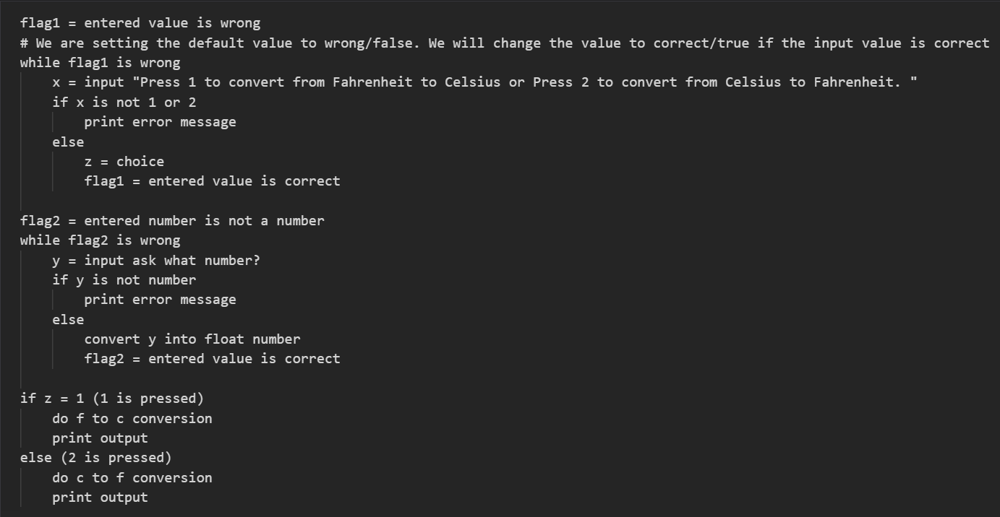 flag1 = entered value is wrong
# We are setting the default value to wrong/false. We will change the value to correct/true if the input value is correct
while flag1 is wrong
    x = input "Press 1 to convert from Fahrenheit to Celsius or Press 2 to convert from Celsius to Fahrenheit. "
    if x is not 1 or 2
        print error message
    else
        z = choice
        flag1 = entered value is correct

flag2 = entered number is not a number
while flag2 is wrong
    y = input ask what number?
    if y is not number
        print error message
    else
        convert y into float number
        flag2 = entered value is correct

if z = 1 (1 is pressed)
    do f to c conversion
    print output
else (2 is pressed)
    do c to f conversion
    print output